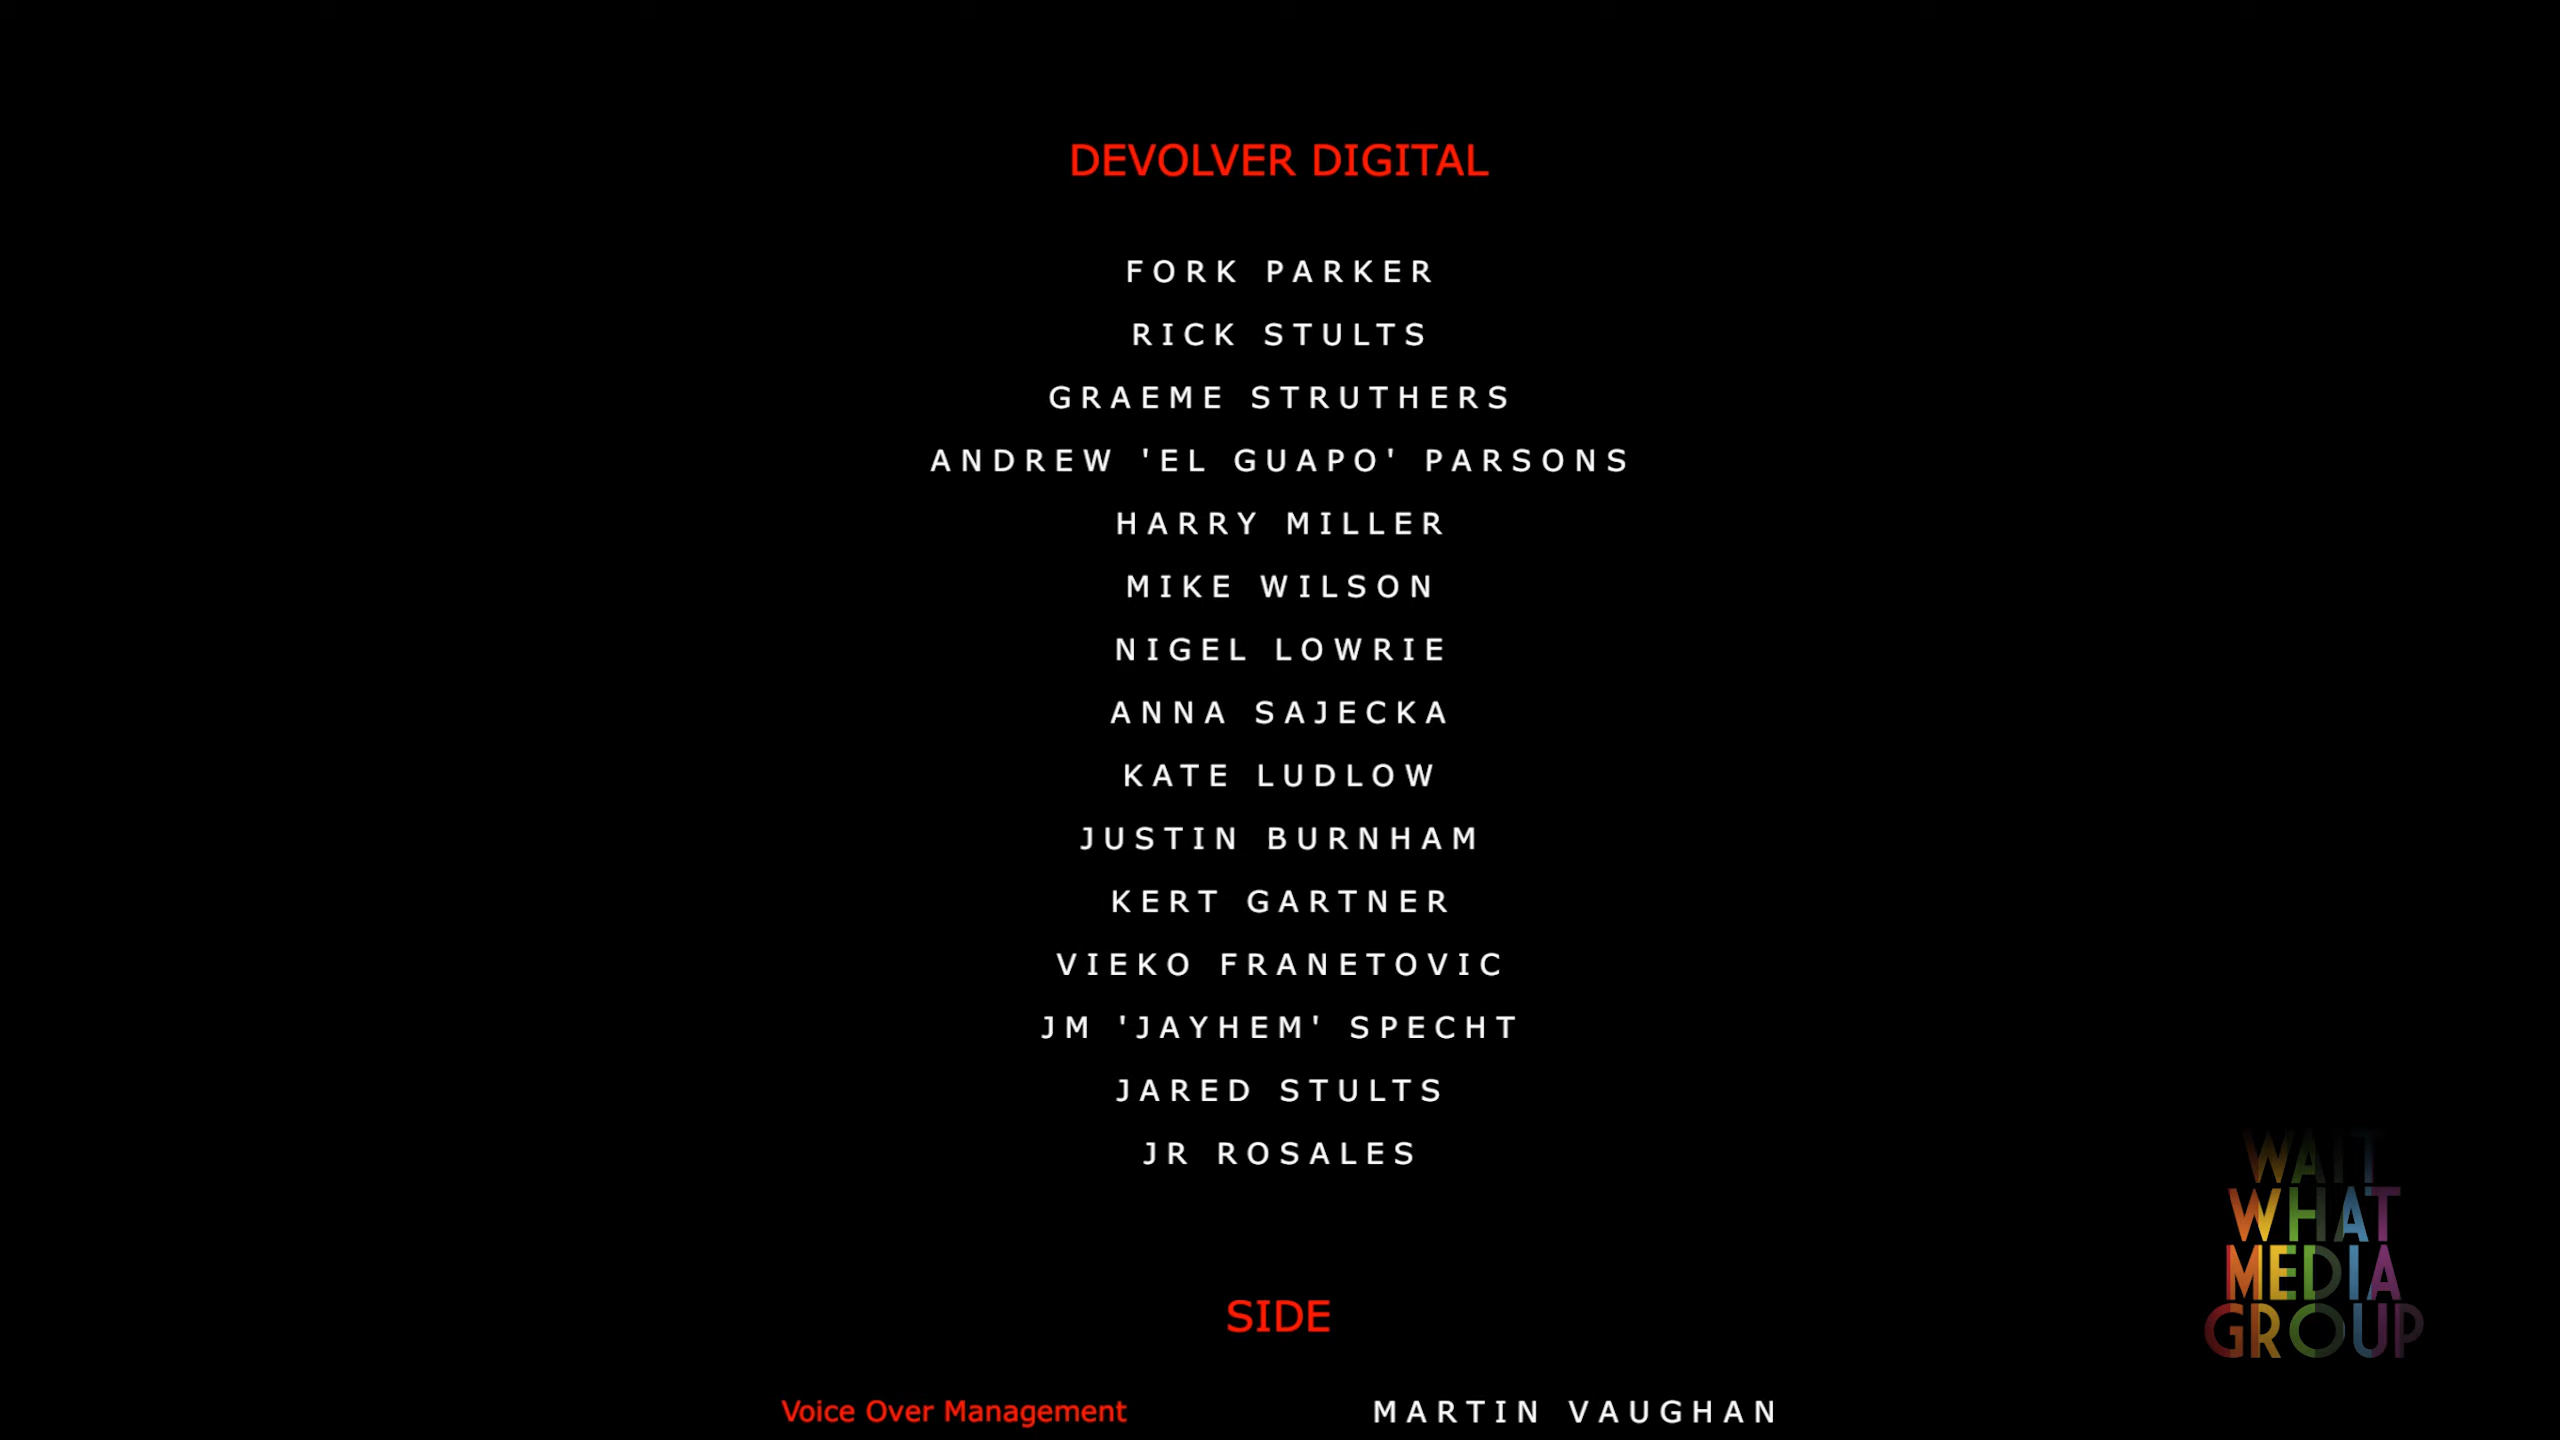 DEVOLVER DIGITAL
FORK PARKER
RICK STULTS
GRAEME STRUTHERS
ANDREW 'EL GUAPO' PARSONS
HARRY MILLER
MIKE WILSON
NIGEL LOWRIE
ANNA SAJECKA
KATE LUDLOW
JUSTIN BURNHAM
KERT GARTNER
VIEKO FRANETOVIC
JM 'JAYHEM' SPECHT
JARED STULTS
JR ROSALES
SIDE
Voice Over Management MARTIN VAUGHAN
WAIT
WHAT
MEDIA
GROUP